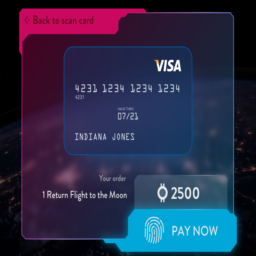 < Back to scan card
VISA
4231 1234 1234 1234
4231
VALID THRU
07/21
INDIANA JONES
Your order
1 Return Flight to the Moon
2500
PAY NOW